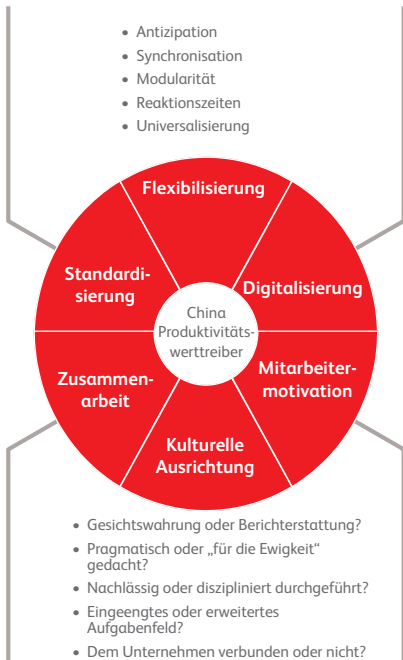 • Antizipation
• Synchronisation
• Modularität
• Reaktionszeiten
• Universalisierung
Flexibilisierung
Standardi-
sierung
Digitalisierung
China
Produktivitäts-
werttreiber
Zusammen-
arbeit
Mitarbeiter-
motivation
Kulturelle
Ausrichtung
• Gesichtswahrung oder Berichterstattung?
• Pragmatisch oder „für die Ewigkeit“
gedacht?
• Nachlässig oder diszipliniert durchgeführt?
• Eingeengtes oder erweitertes
Aufgabenfeld?
• Dem Unternehmen verbunden oder nicht?